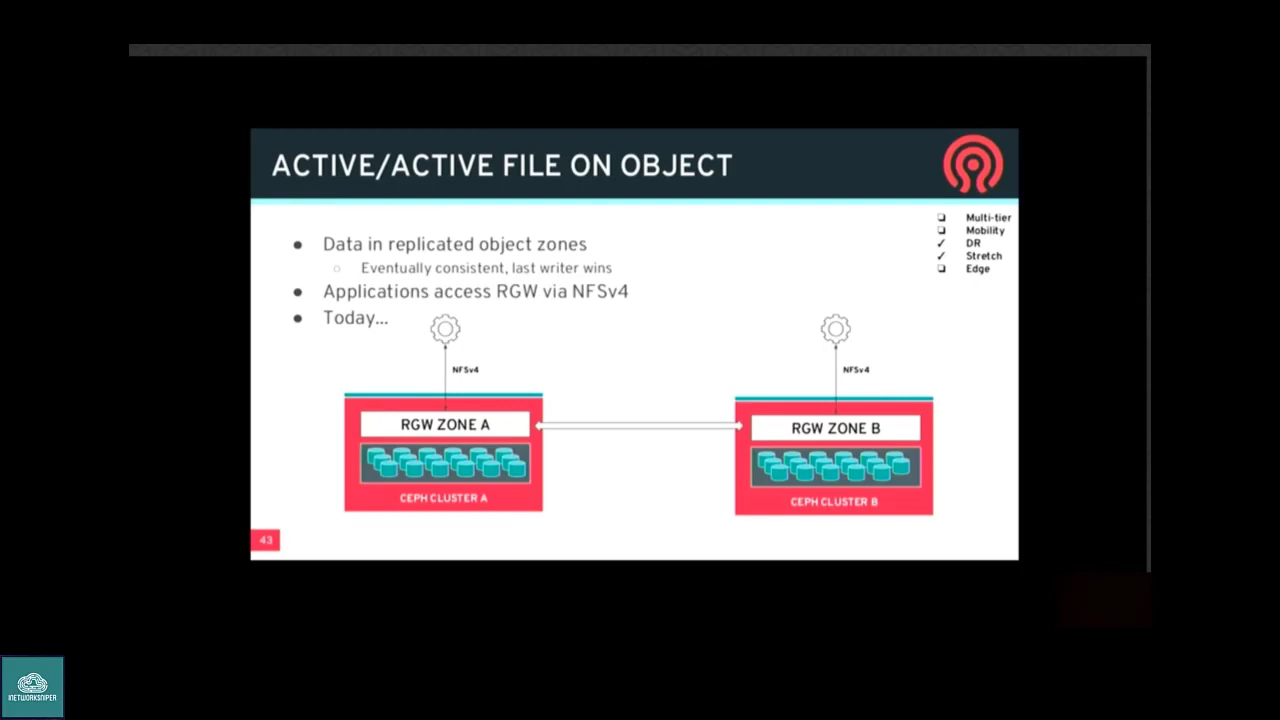 ACTIVE/ACTIVE FILE ON OBJECT
Multi-tier
Mobility
DR
Stretch
Edge
Data in replicated object zones
Eventually consistent, last writer wins
Applications access RGW via NFSv4
Today...
NFSv4
NFSv4
RGW ZONE A
RGW ZONE B
CEPH CLUSTER A
CEPH CLUSTER B
43
INETWORKSNIPER